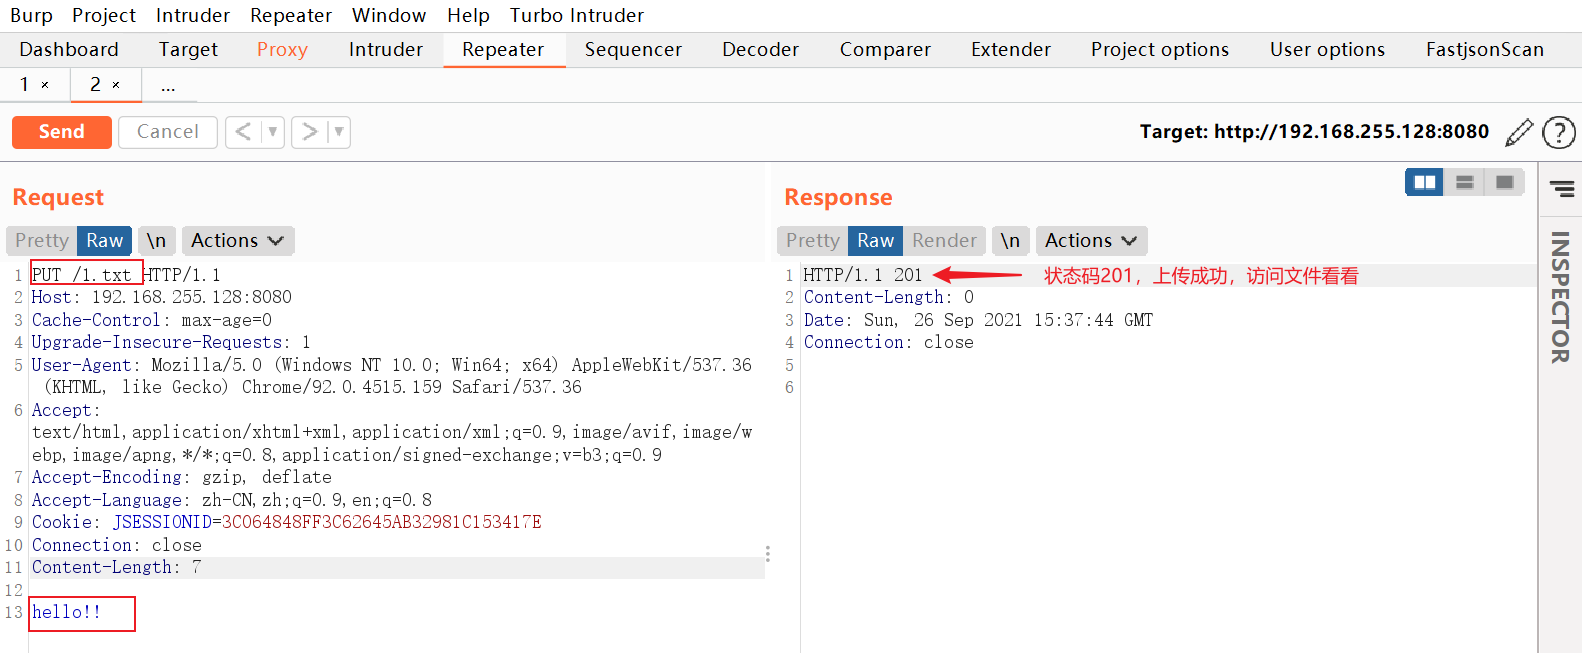 Burp Project Intruder Repeater Window Help Turbo Intruder
Dashboard Target Proxy Intruder Repeater Sequencer Decoder Comparer Extender Project options User options FastjsonScan
1 × 2 × ...
Send Cancel < ▼ > ▼ Target: http://192.168.255.128:8080 ?
Request
Pretty Raw \n Actions
1 PUT /1.txt HTTP/1.1
2 Host: 192.168.255.128:8080
3 Cache-Control: max-age=0
4 Upgrade-Insecure-Requests: 1
5 User-Agent: Mozilla/5.0 (Windows NT 10.0; Win64; x64) AppleWebKit/537.36
(KHTML, like Gecko) Chrome/92.0.4515.159 Safari/537.36
6 Accept:
text/html,application/xhtml+xml,application/xml;q=0.9,image/avif,image/w
ebp,image/apng,*/*;q=0.8,application/signed-exchange;v=b3;q=0.9
7 Accept-Encoding: gzip, deflate
8 Accept-Language: zh-CN,zh;q=0.9,en;q=0.8
9 Cookie: JSESSIONID=3C064848FF3C62645AB32981C153417E
10 Connection: close
11 Content-Length: 7
12
13 hello!!
Response
Pretty Raw Render \n Actions
1 HTTP/1.1 201 状态码201，上传成功，访问文件看看
2 Content-Length: 0
3 Date: Sun, 26 Sep 2021 15:37:44 GMT
4 Connection: close
5
6
INSPECTOR